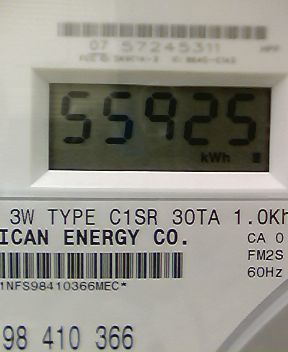 07 57245311
55925
kWh
3W TYPE C1SR 30TA 1.0Kh
ICAN ENERGY CO.
CA 0
FM2S
60Hz
1NFS98410366MEC*
98 410 366